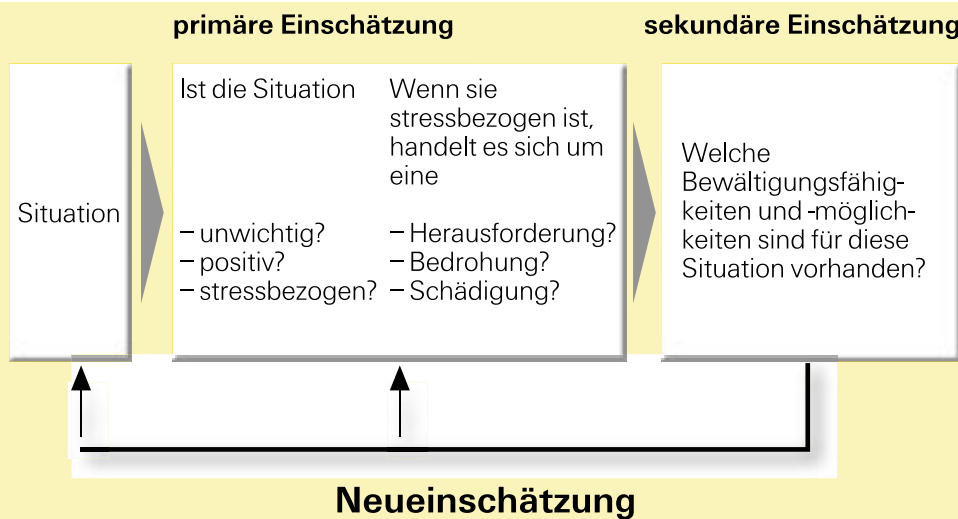 primäre Einschätzung
sekundäre Einschätzung
Situation
Ist die Situation
– unwichtig?
– positiv?
– stressbezogen?
Wenn sie
stressbezogen ist,
handelt es sich um
eine
– Herausforderung?
– Bedrohung?
– Schädigung?
Welche
Bewältigungsfähig-
keiten und -möglich-
keiten sind für diese
Situation vorhanden?
Neueinschätzung